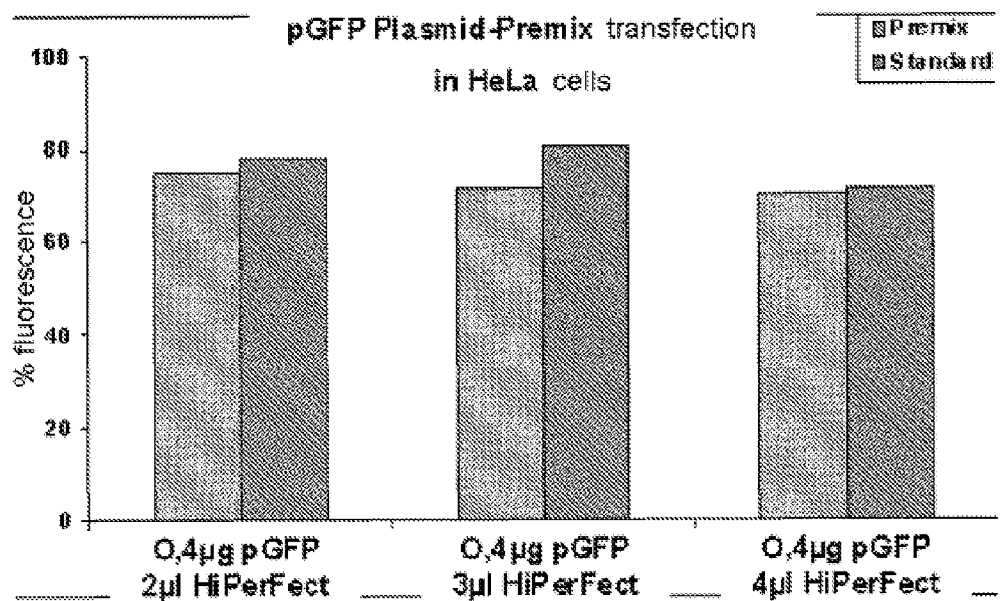 pGFP Plasmid-Premix transfection
in HeLa cells
Premix
Standard
% fluorescence
100
80
60
40
20
0
O,4µg pGFP
2µl HiPerFect
O,4µg pGFP
3µl HiPerFect
O,4µg pGFP
4µl HiPerFect